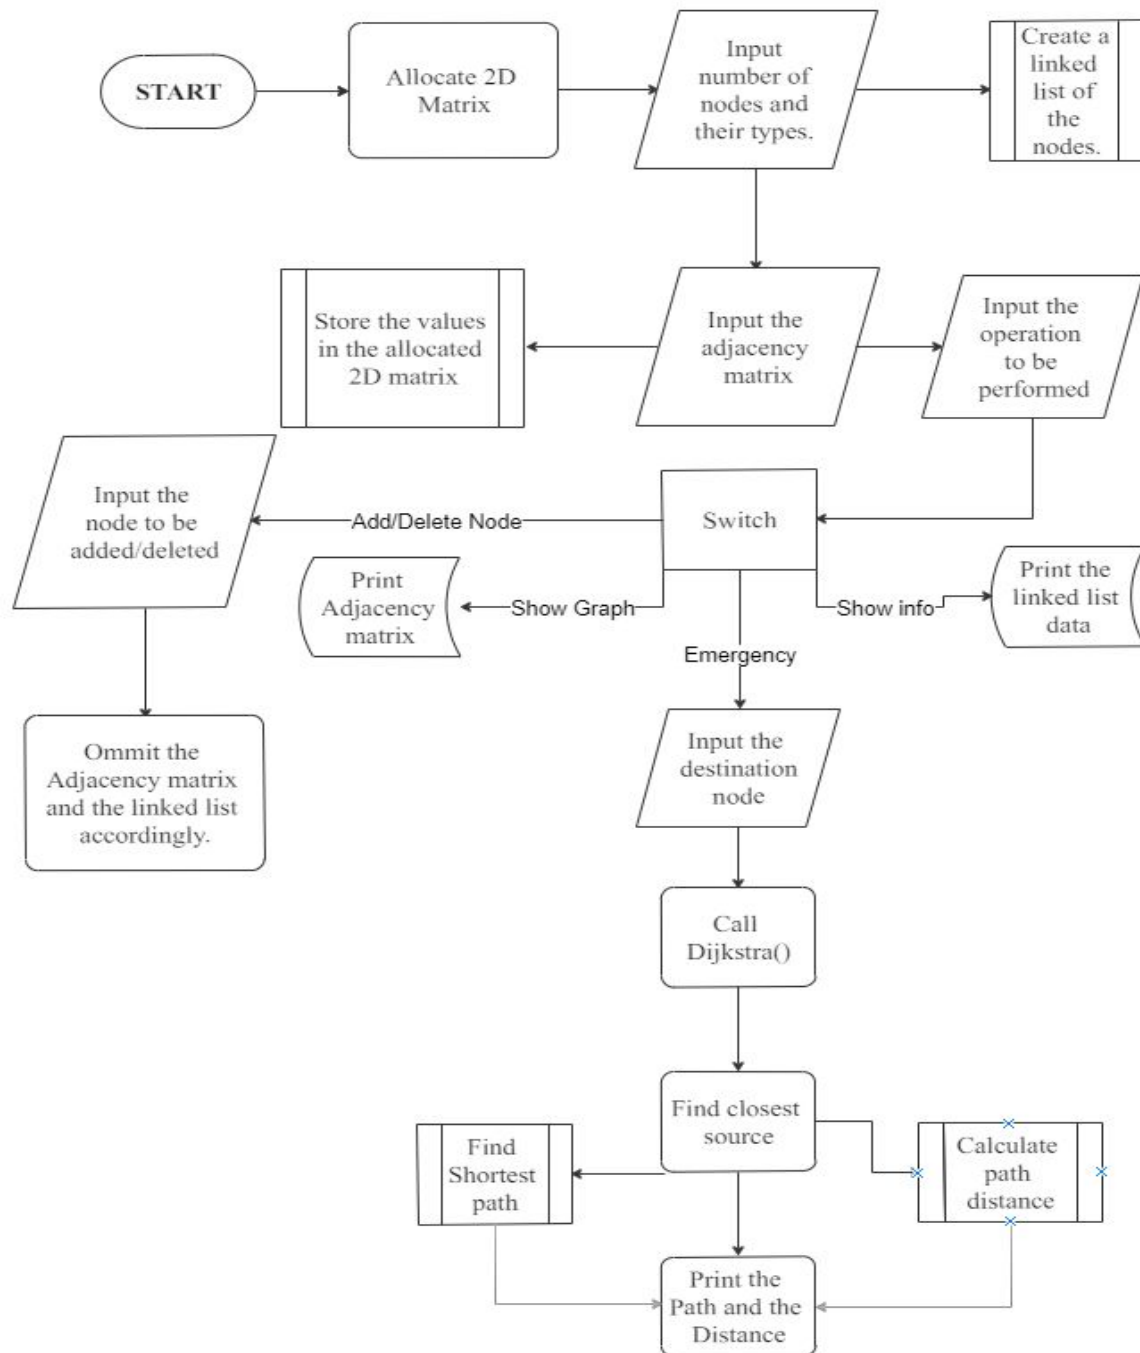 START
Allocate 2D
Matrix
Input
number of
nodes and
their types.
Create a
linked
list of
the
nodes.
Store the values
in the allocated
2D matrix
Input the
adjacency
matrix
Input the
operation
to be
performed
Input the
node to be
added/deleted
Add/Delete Node
Switch
Print
Adjacency
matrix
Show Graph
Show info
Print the
linked list
data
Emergency
Ommit the
Adjacency matrix
and the linked list
accordingly.
Input the
destination
node
Call
Dijkstra()
Find closest
source
Find
Shortest
path
Calculate
path
distance
Print the
Path and the
Distance